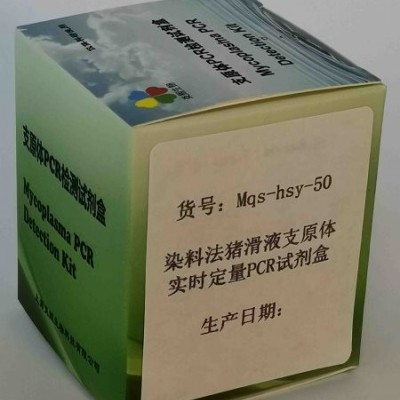 支原体PCR检测试剂盒
Mycoplasma PCR
Detection Kit
支原体PCR检测试剂盒
Mycoplasma PCR
Detection Kit
货号：Mqs-hsy-50
染料法猪滑液支原体
实时定量PCR试剂盒
生产日期：